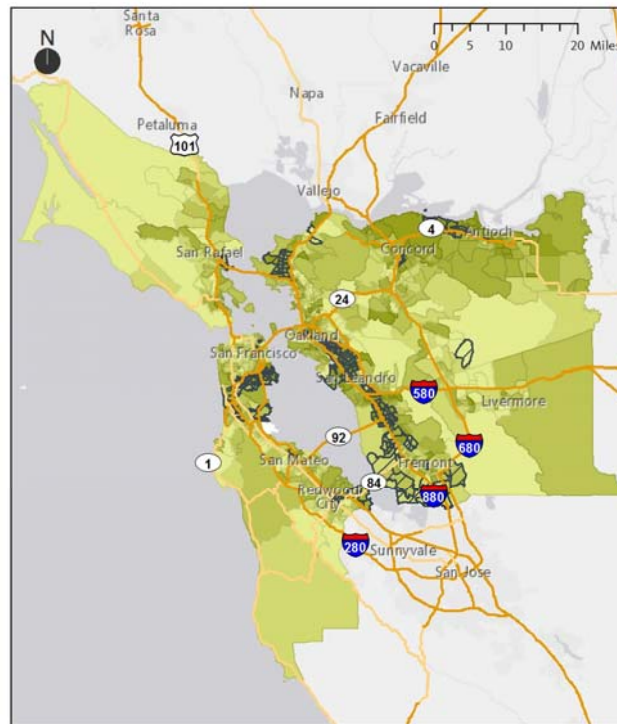 N
Santa
Rosa
0 5 10 20 Miles
Vacaville
Napa
Fairfield
Petaluma
101
Vallejo
4
Antioch
San Rafael
Concord
24
Oakland
San Francisco
San Leandro
580
Livermore
92
680
1
San Mateo
Fremont
84
Redwood
City
880
280
Sunnyvale
San Jose